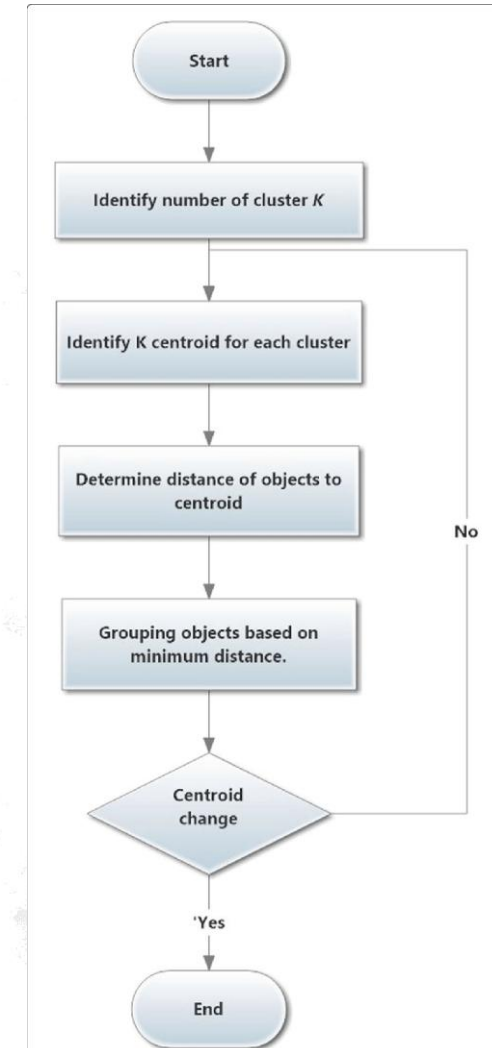 Start
Identify number of cluster K
Identify K centroid for each cluster
Determine distance of objects to
centroid
No
Grouping objects based on
minimum distance.
Centroid
change
'Yes
End